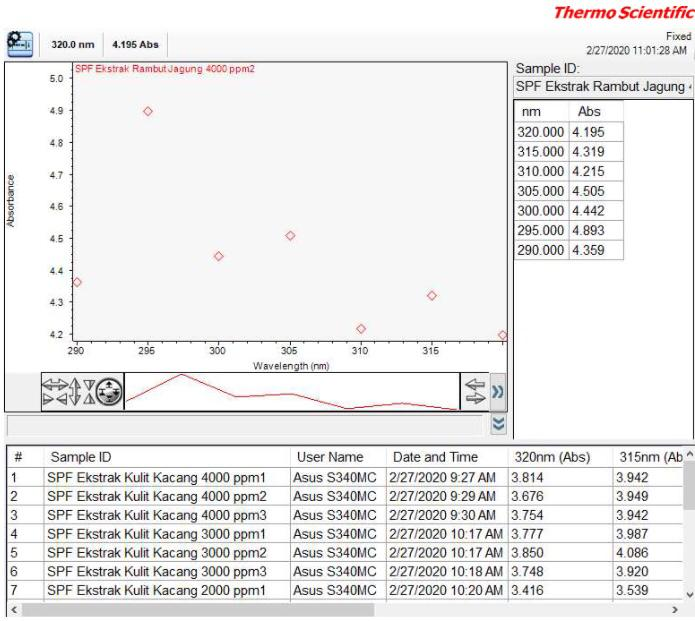 Thermo Scientific
320.0 nm 4.195 Abs
Fixed
2/27/2020 11:01:28 AM
SPF Ekstrak Rambut Jagung 4000 ppm2
Absorbance
5.0
4.9
4.8
4.7
4.6
4.5
4.4
4.3
4.2
290 295 300 305 310 315
Wavelength (nm)
Sample ID:
SPF Ekstrak Rambut Jagung
nm Abs
320.000 4.195
315.000 4.319
310.000 4.215
305.000 4.505
300.000 4.442
295.000 4.893
290.000 4.359
# Sample ID User Name Date and Time 320nm (Abs) 315nm (Ab
1 SPF Ekstrak Kulit Kacang 4000 ppm1 Asus S340MC 2/27/2020 9:27 AM 3.814 3.942
2 SPF Ekstrak Kulit Kacang 4000 ppm2 Asus S340MC 2/27/2020 9:29 AM 3.676 3.949
3 SPF Ekstrak Kulit Kacang 4000 ppm3 Asus S340MC 2/27/2020 9:30 AM 3.754 3.942
4 SPF Ekstrak Kulit Kacang 3000 ppm1 Asus S340MC 2/27/2020 10:17 AM 3.777 3.987
5 SPF Ekstrak Kulit Kacang 3000 ppm2 Asus S340MC 2/27/2020 10:17 AM 3.850 4.086
6 SPF Ekstrak Kulit Kacang 3000 ppm3 Asus S340MC 2/27/2020 10:18 AM 3.748 3.920
7 SPF Ekstrak Kulit Kacang 2000 ppm1 Asus S340MC 2/27/2020 10:20 AM 3.416 3.539